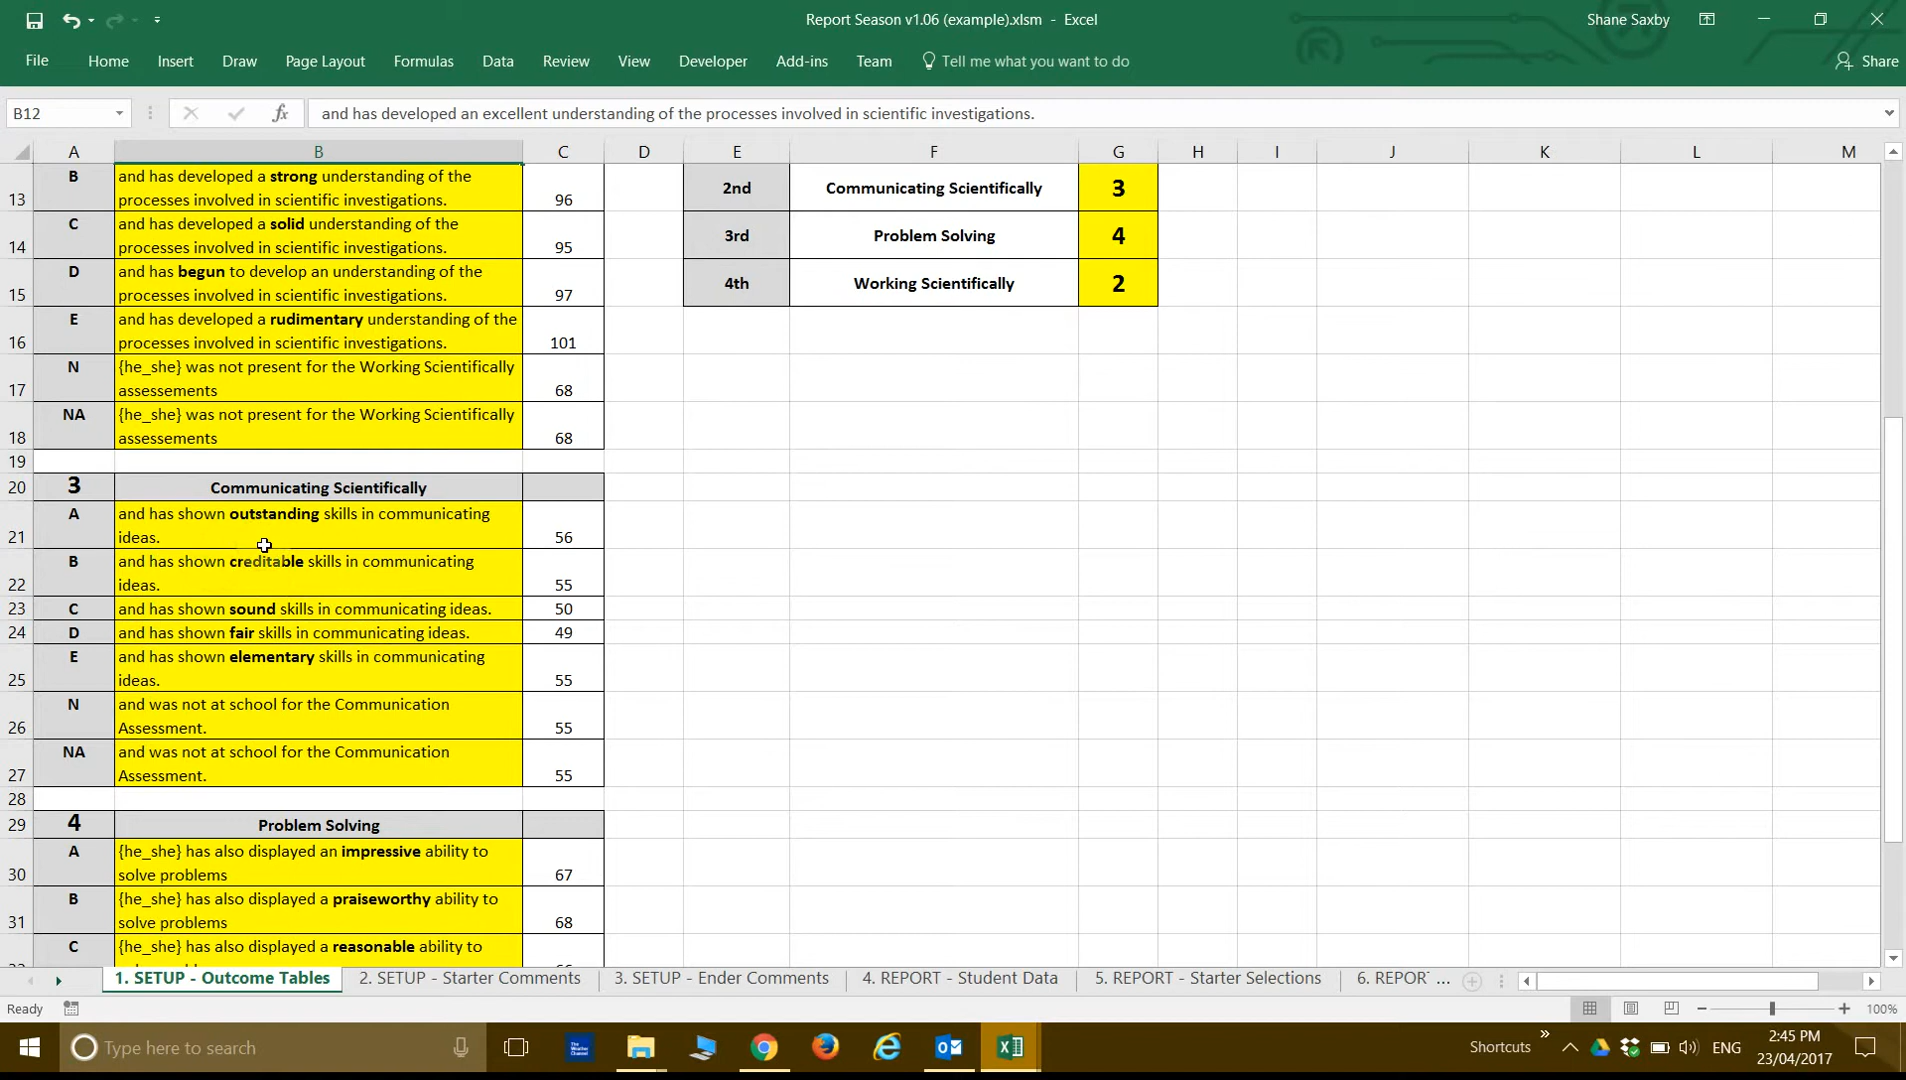 Report Season v1.06 (example).xlsm - Excel
Shane Saxby
File Home Insert Draw Page Layout Formulas Data Review View Developer Add-ins Team Tell me what you want to do Share
B12 fx and has developed an excellent understanding of the processes involved in scientific investigations.
A B C D E F G H I J K L M
13 B and has developed a strong understanding of the
processes involved in scientific investigations. 96
14 C and has developed a solid understanding of the
processes involved in scientific investigations. 95
15 D and has begun to develop an understanding of the
processes involved in scientific investigations. 97
16 E and has developed a rudimentary understanding of the
processes involved in scientific investigations. 101
17 N {he_she} was not present for the Working Scientifically
assessements 68
18 NA {he_she} was not present for the Working Scientifically
assessements 68
19
20 3 Communicating Scientifically
21 A and has shown outstanding skills in communicating
ideas. 56
22 B and has shown creditable skills in communicating
ideas. 55
23 C and has shown sound skills in communicating ideas. 50
24 D and has shown fair skills in communicating ideas. 49
25 E and has shown elementary skills in communicating
ideas. 55
26 N and was not at school for the Communication
Assessment. 55
27 NA and was not at school for the Communication
Assessment. 55
28
29 4 Problem Solving
30 A {he_she} has also displayed an impressive ability to
solve problems 67
31 B {he_she} has also displayed a praiseworthy ability to
solve problems 68
C {he_she} has also displayed a reasonable ability to
2nd Communicating Scientifically 3
3rd Problem Solving 4
4th Working Scientifically 2
1. SETUP - Outcome Tables 2. SETUP - Starter Comments 3. SETUP - Ender Comments 4. REPORT - Student Data 5. REPORT - Starter Selections 6. REPOR ...
Ready 100%
Type here to search
Shortcuts » ENG 2:45 PM
23/04/2017